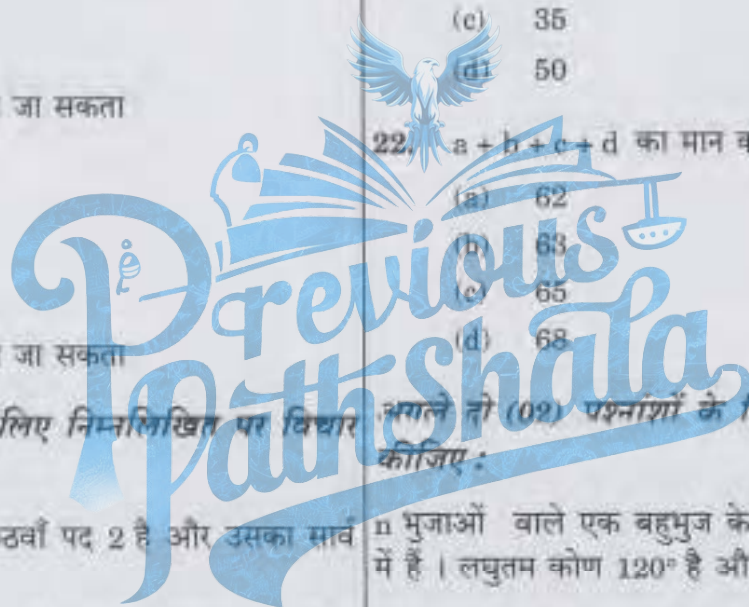 जा सकता
जा सकता
लिए निम्नलिखित पर विचार
पद 2 है और उसका सार्व
(c) 35
(d) 50
22. a + b + c + d का मान
(a) 62
(b) 63
(c) 65
(d) 68
अगले दो (02) प्रश्नांशों के
कीजिए :
n भुजाओं वाले एक बहुभुज के
में हैं । लघुतम कोण 120° है
Previous
Pathshala